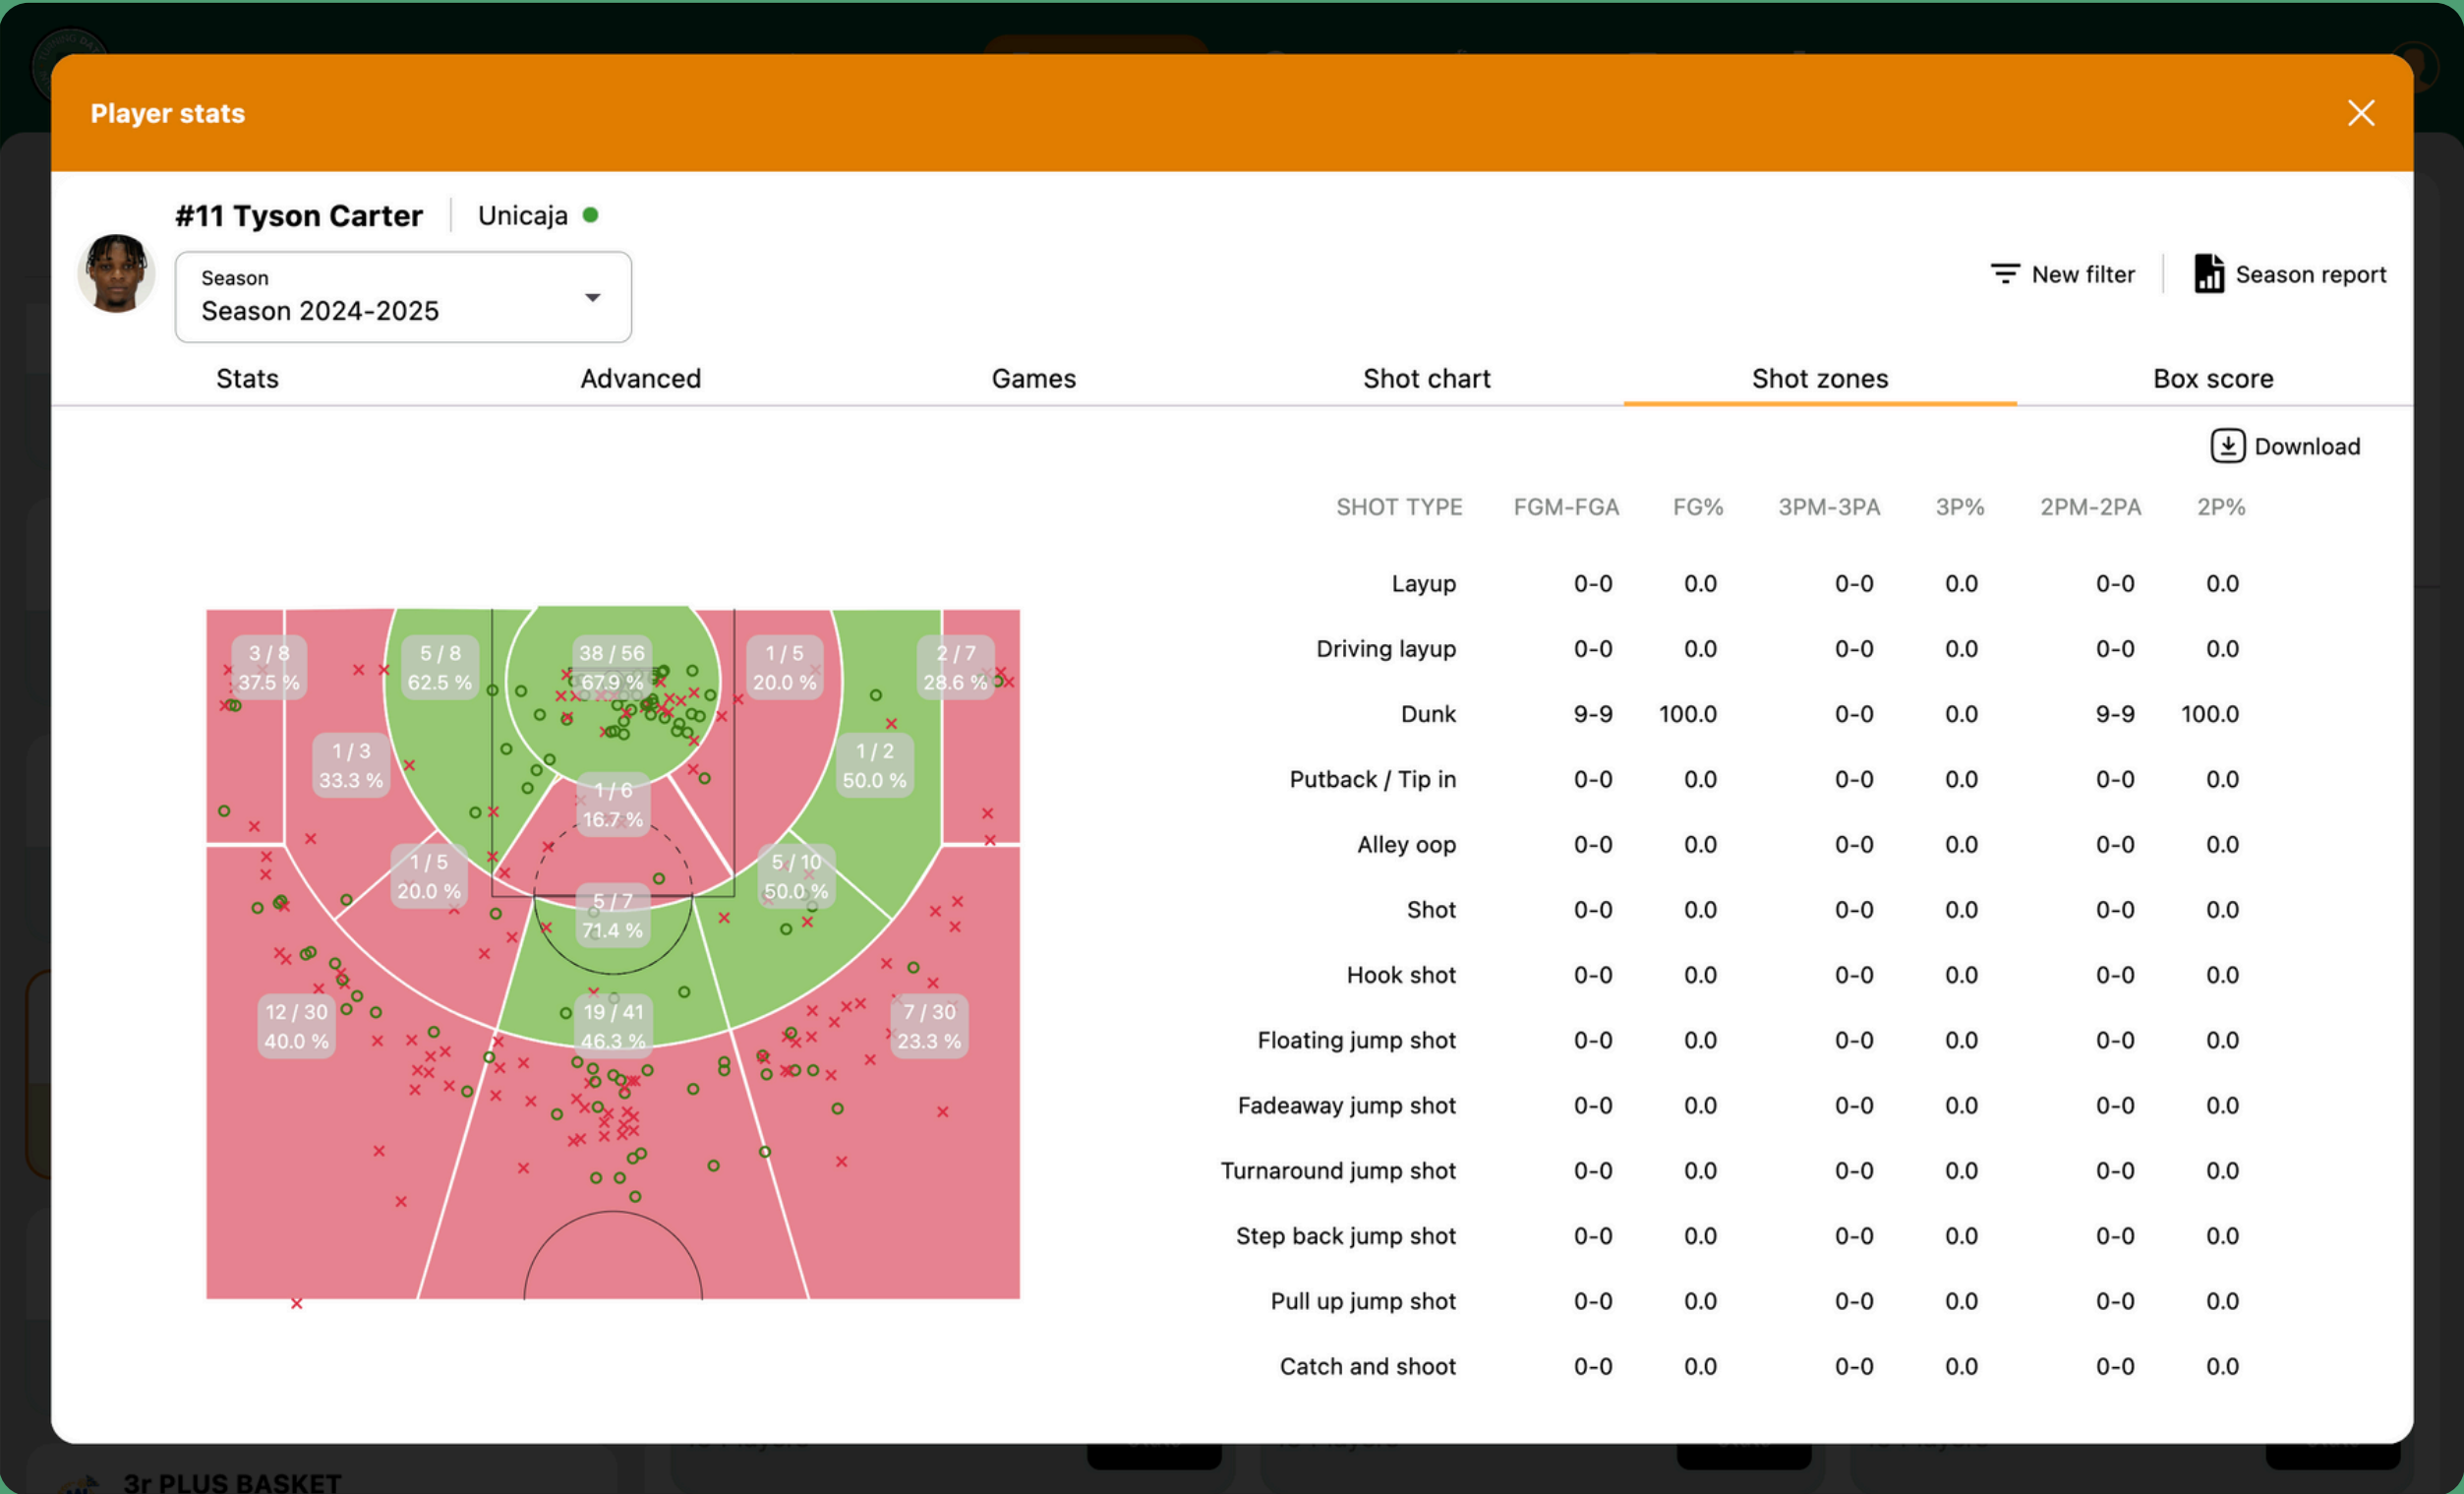 Player stats
#11 Tyson Carter
Unicaja
Season
Season 2024-2025
New filter
Season report
Stats
Advanced
Games
Shot chart
Shot zones
Box score
Download
3 / 8
37.5 %
5 / 8
62.5 %
38 / 56
67.9 %
1 / 5
20.0 %
2 / 7
28.6 %
1 / 3
33.3 %
1 / 2
50.0 %
1 / 6
16.7 %
1 / 5
20.0 %
5 / 10
50.0 %
5 / 7
71.4 %
12 / 30
40.0 %
19 / 41
46.3 %
7 / 30
23.3 %
SHOT TYPE FGM-FGA FG% 3PM-3PA 3P% 2PM-2PA 2P%
Layup 0-0 0.0 0-0 0.0 0-0 0.0
Driving layup 0-0 0.0 0-0 0.0 0-0 0.0
Dunk 9-9 100.0 0-0 0.0 9-9 100.0
Putback / Tip in 0-0 0.0 0-0 0.0 0-0 0.0
Alley oop 0-0 0.0 0-0 0.0 0-0 0.0
Shot 0-0 0.0 0-0 0.0 0-0 0.0
Hook shot 0-0 0.0 0-0 0.0 0-0 0.0
Floating jump shot 0-0 0.0 0-0 0.0 0-0 0.0
Fadeaway jump shot 0-0 0.0 0-0 0.0 0-0 0.0
Turnaround jump shot 0-0 0.0 0-0 0.0 0-0 0.0
Step back jump shot 0-0 0.0 0-0 0.0 0-0 0.0
Pull up jump shot 0-0 0.0 0-0 0.0 0-0 0.0
Catch and shoot 0-0 0.0 0-0 0.0 0-0 0.0
3r PLUS BASKET